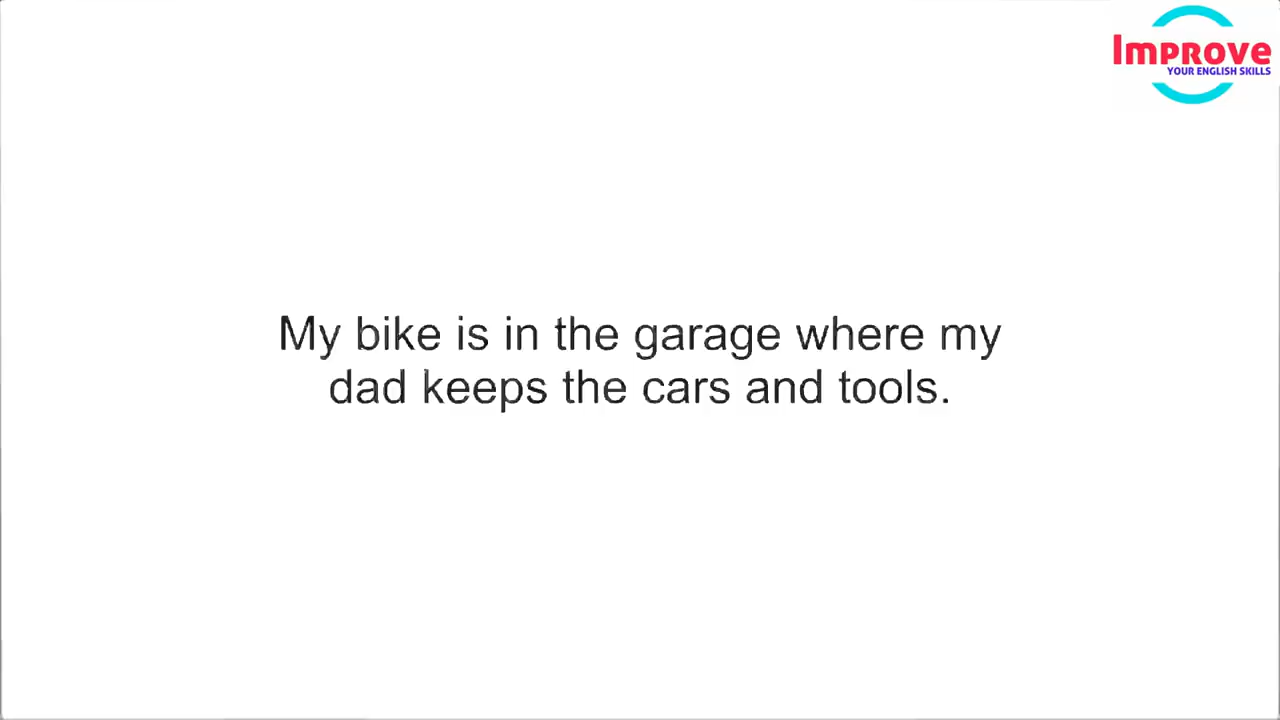 Improve
YOUR ENGLISH SKILLS
My bike is in the garage where my
dad keeps the cars and tools.